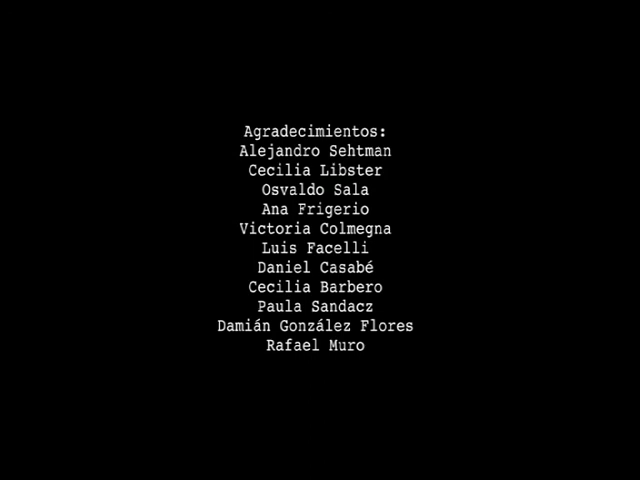 Agradecimientos:
Alejandro Sehtman
Cecilia Libster
Osvaldo Sala
Ana Frigerio
Victoria Colmegna
Luis Facelli
Daniel Casabé
Cecilia Barbero
Paula Sandacz
Damián González Flores
Rafael Muro